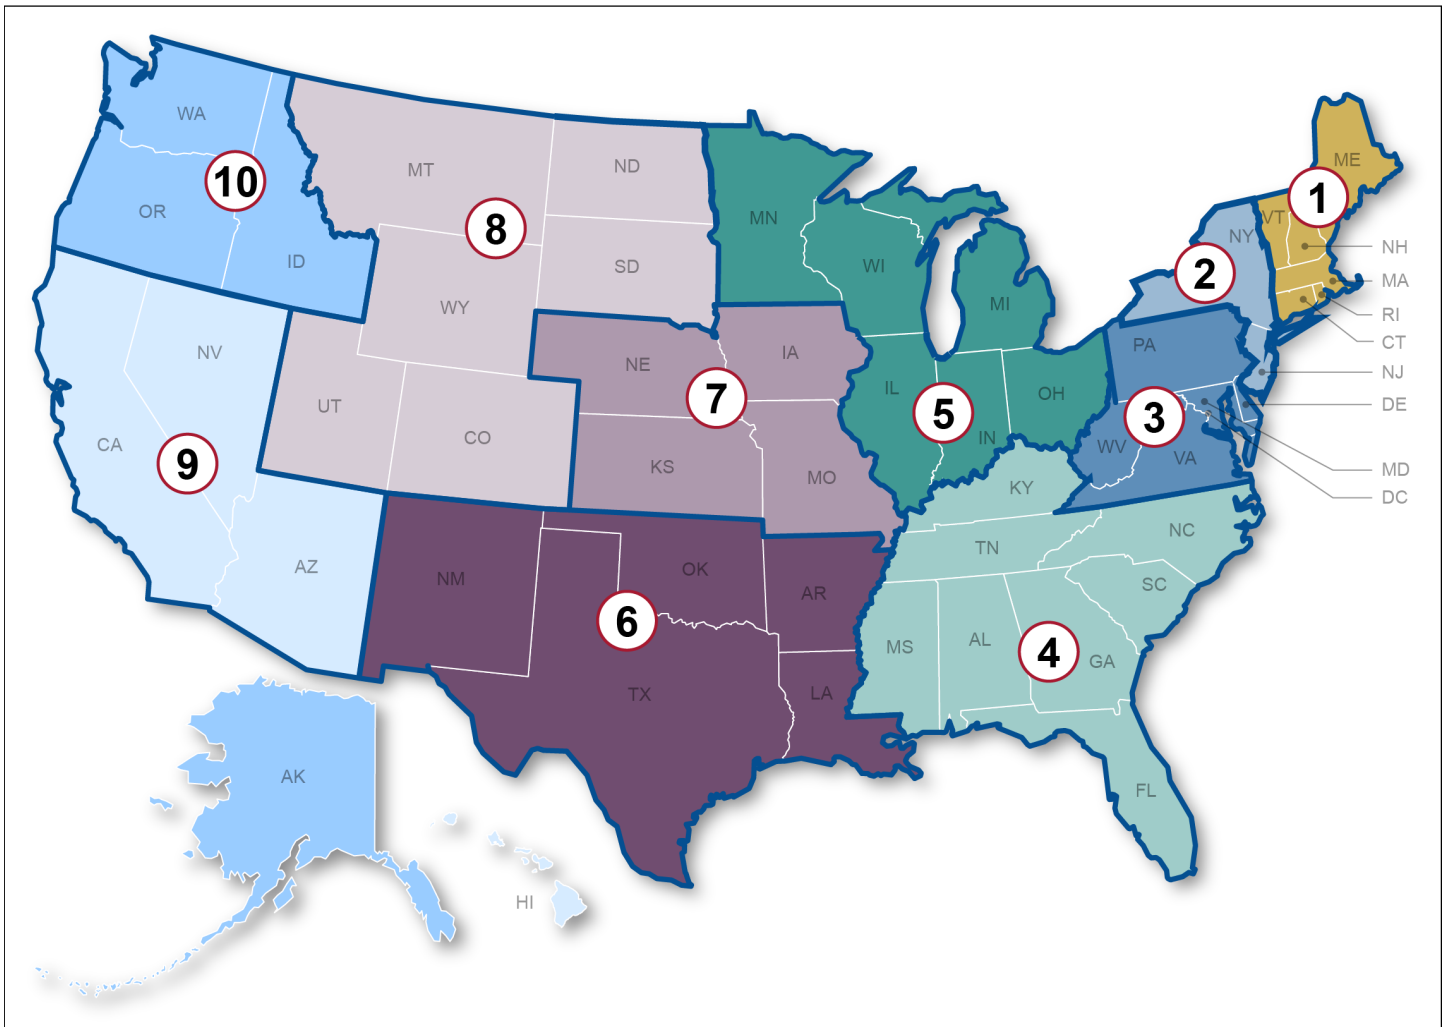 WA
OR
ID
10
MT
ND
SD
WY
8
UT
CO
MN
WI
MI
IL
IN
OH
5
NE
IA
KS
MO
7
ME
VT
1
NH
MA
RI
CT
NY
2
NJ
PA
WV
VA
3
DE
MD
DC
NV
CA
AZ
9
NM
OK
AR
TX
LA
6
KY
TN
NC
SC
MS
AL
GA
4
FL
AK
HI